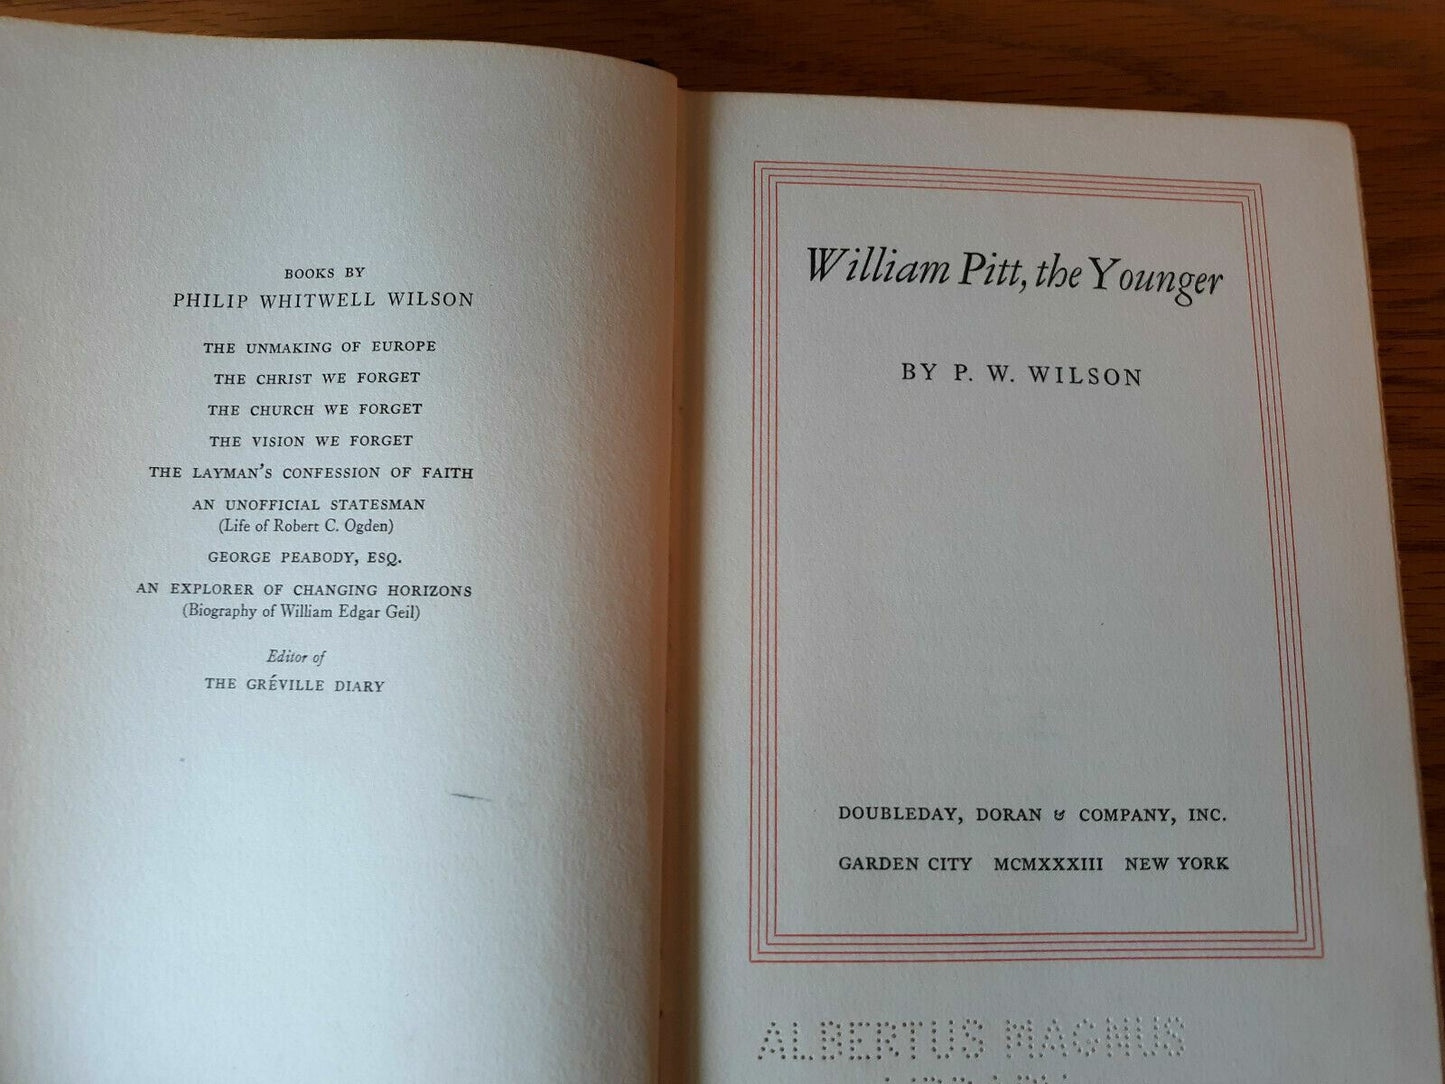 BOOKS BY
PHILIP WHITWELL WILSON
THE UNMAKING OF EUROPE
THE CHRIST WE FORGET
THE CHURCH WE FORGET
THE VISION WE FORGET
THE LAYMAN'S CONFESSION OF FAITH
AN UNOFFICIAL STATESMAN
(Life of Robert C. Ogden)
GEORGE PEABODY, ESQ.
AN EXPLORER OF CHANGING HORIZONS
(Biography of William Edgar Geil)
Editor of
THE GRÉVILLE DIARY
William Pitt, the Younger
BY P. W. WILSON
DOUBLEDAY, DORAN & COMPANY, INC.
GARDEN CITY MCMXXXIII NEW YORK
ALBERTUS MAGNUS